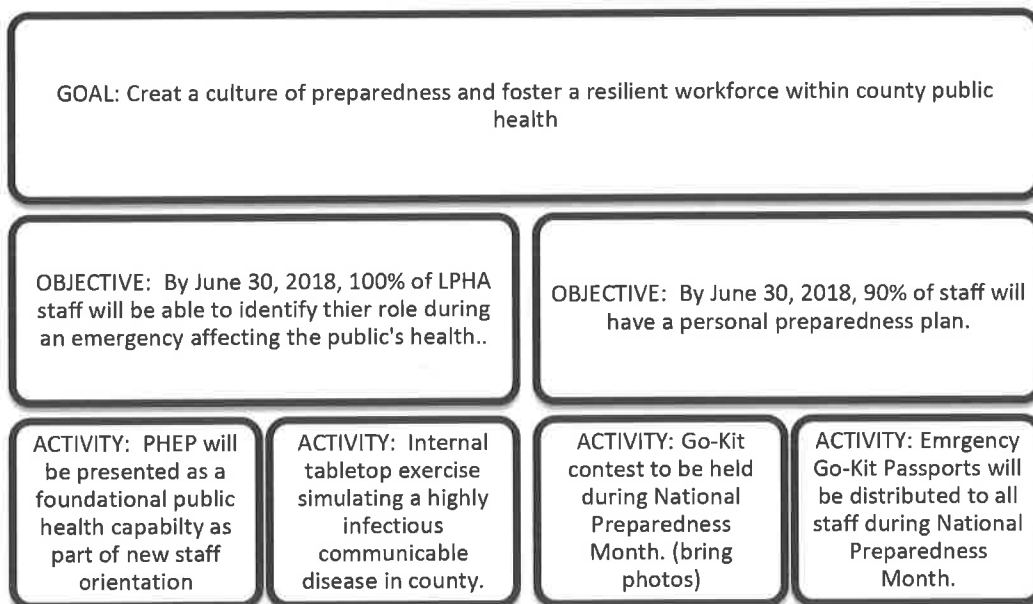 GOAL: Creat a culture of preparedness and foster a resilient workforce within county public
health
OBJECTIVE: By June 30, 2018, 100% of LPHA
staff will be able to identify thier role during
an emergency affecting the public's health..
OBJECTIVE: By June 30, 2018, 90% of staff will
have a personal preparedness plan.
ACTIVITY: PHEP will
be presented as a
foundational public
health capabilty as
part of new staff
orientation
ACTIVITY: Internal
tabletop exercise
simulating a highly
infectious
communicable
disease in county.
ACTIVITY: Go-Kit
contest to be held
during National
Preparedness
Month. (bring
photos)
ACTIVITY: Emrgency
Go-Kit Passports will
be distributed to all
staff during National
Preparedness
Month.